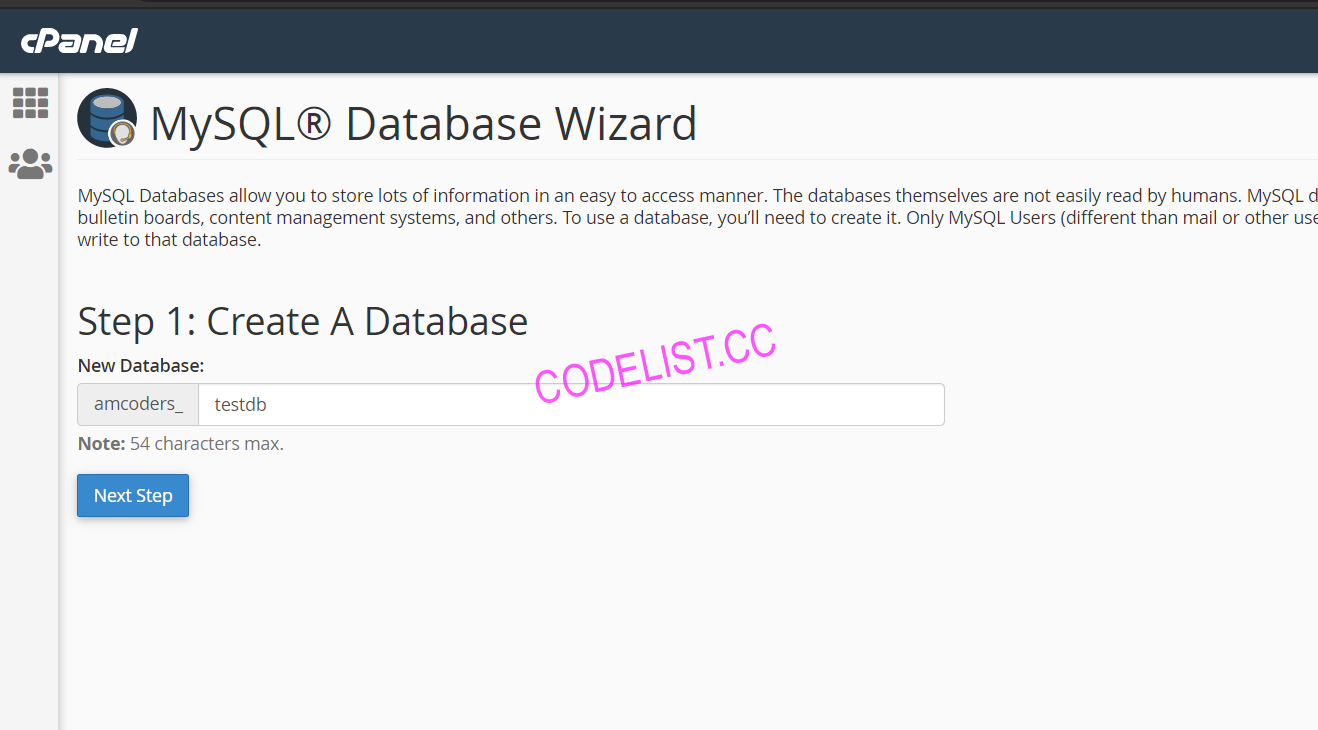 cPanel
MySQL® Database Wizard
MySQL Databases allow you to store lots of information in an easy to access manner. The databases themselves are not easily read by humans. MySQL d
bulletin boards, content management systems, and others. To use a database, you’ll need to create it. Only MySQL Users (different than mail or other use
write to that database.
Step 1: Create A Database
CODELIST.CC
New Database:
amcoders_ testdb
Note: 54 characters max.
Next Step